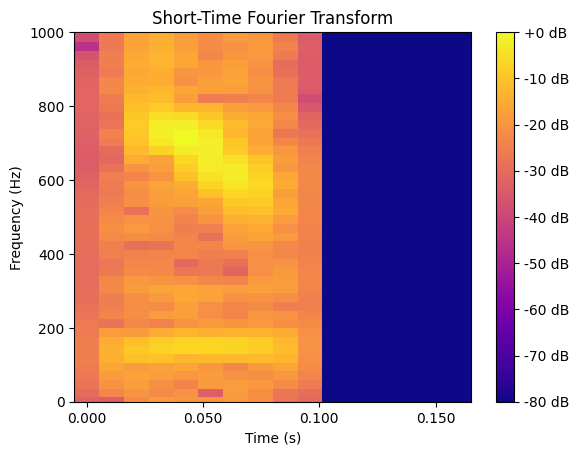 Short-Time Fourier Transform
1000
800
600
400
200
0
Frequency (Hz)
0.000
0.050
0.100
0.150
Time (s)
+0 dB
-10 dB
-20 dB
-30 dB
-40 dB
-50 dB
-60 dB
-70 dB
-80 dB